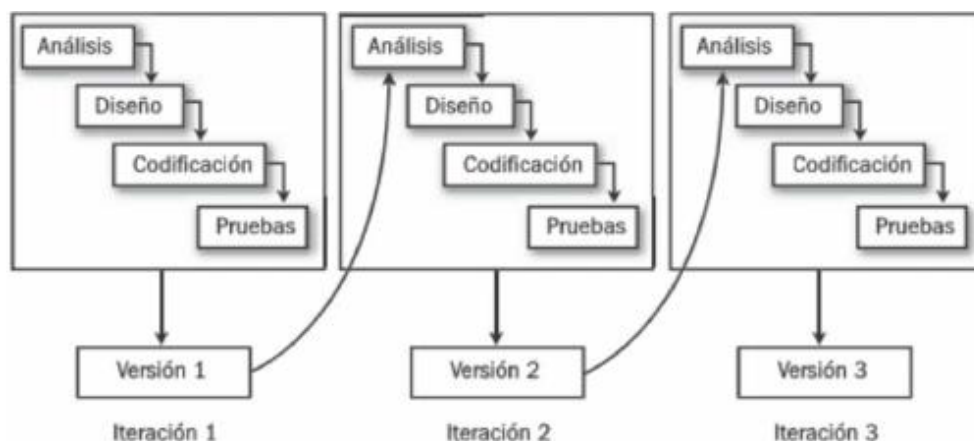 Análisis
Diseño
Codificación
Pruebas
Versión 1
Iteración 1
Análisis
Diseño
Codificación
Pruebas
Versión 2
Iteración 2
Análisis
Diseño
Codificación
Pruebas
Versión 3
Iteración 3